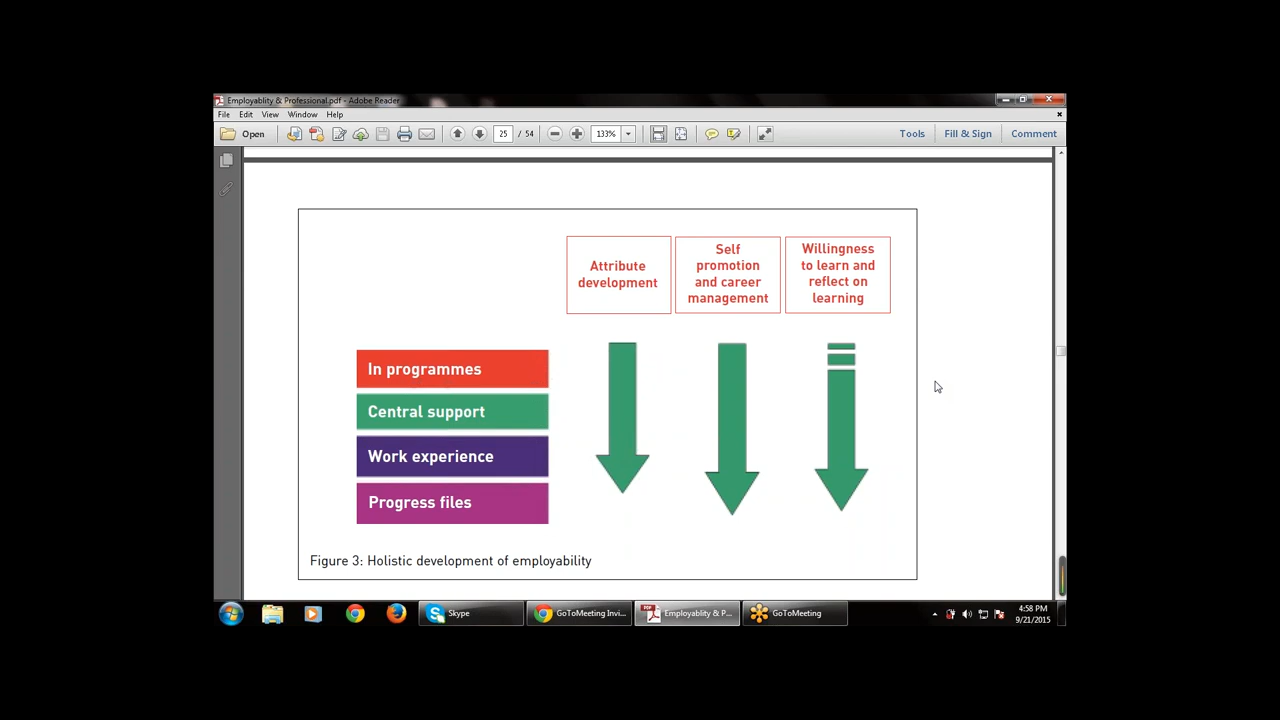 Employablity & Professional.pdf - Adobe Reader
File Edit View Window Help
Open 25 / 54 133% Tools Fill & Sign Comment
Attribute
development
Self
promotion
and career
management
Willingness
to learn and
reflect on
learning
In programmes
Central support
Work experience
Progress files
Figure 3: Holistic development of employability
Skype GoToMeeting Invi... Employablity & P... GoToMeeting
4:58 PM
9/21/2015